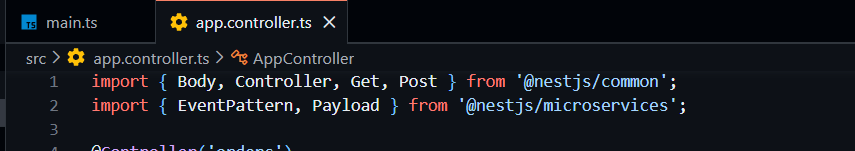 TS main.ts app.controller.ts ×
src > app.controller.ts > AppController
1 import { Body, Controller, Get, Post } from '@nestjs/common';
2 import { EventPattern, Payload } from '@nestjs/microservices';
3
4 @Controller('orders')